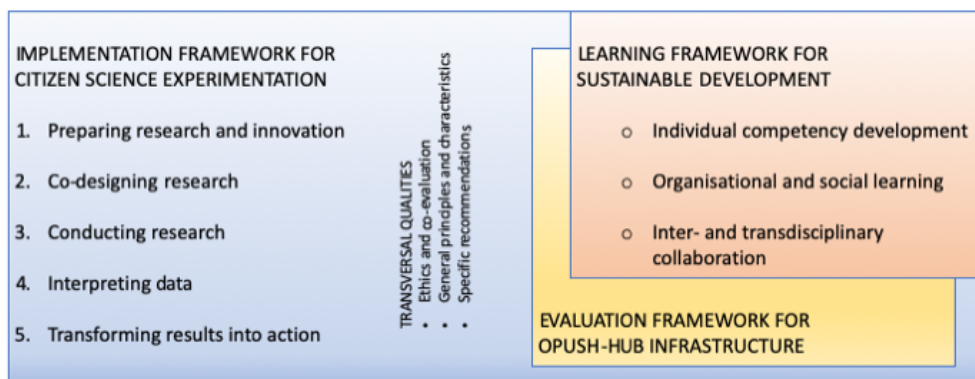 IMPLEMENTATION FRAMEWORK FOR
CITIZEN SCIENCE EXPERIMENTATION
1. Preparing research and innovation
2. Co-designing research
3. Conducting research
4. Interpreting data
5. Transforming results into action
TRANSVERSAL QUALITIES
• Ethics and co-evaluation
• General principles and characteristics
• Specific recommendations
LEARNING FRAMEWORK FOR
SUSTAINABLE DEVELOPMENT
o Individual competency development
o Organisational and social learning
o Inter- and transdisciplinary
collaboration
EVALUATION FRAMEWORK FOR
OPUSH-HUB INFRASTRUCTURE